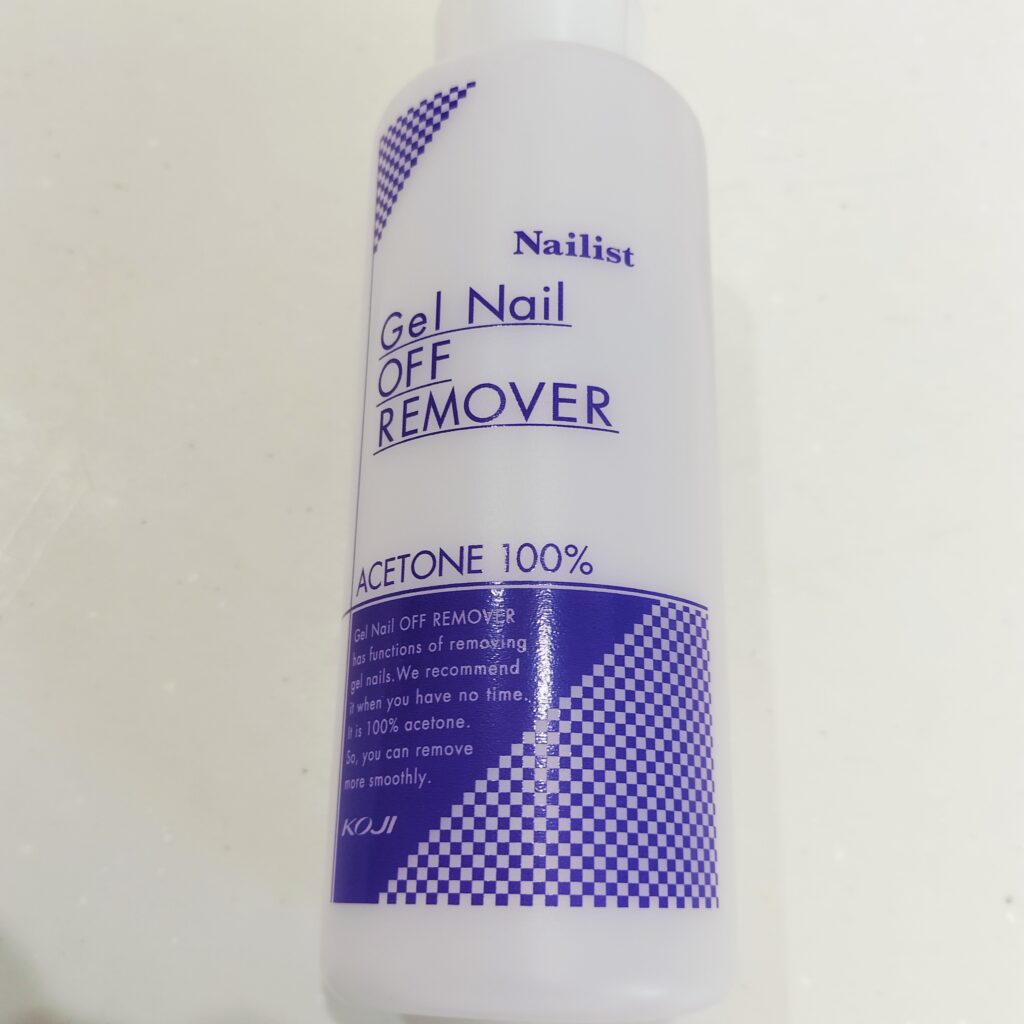 Nailist
Gel Nail
OFF
REMOVER
ACETONE 100%
Gel Nail OFF REMOVER
has functions of removing
gel nails. We recommend
it when you have no time.
It is 100% acetone.
So, you can remove
more smoothly.
KOJI